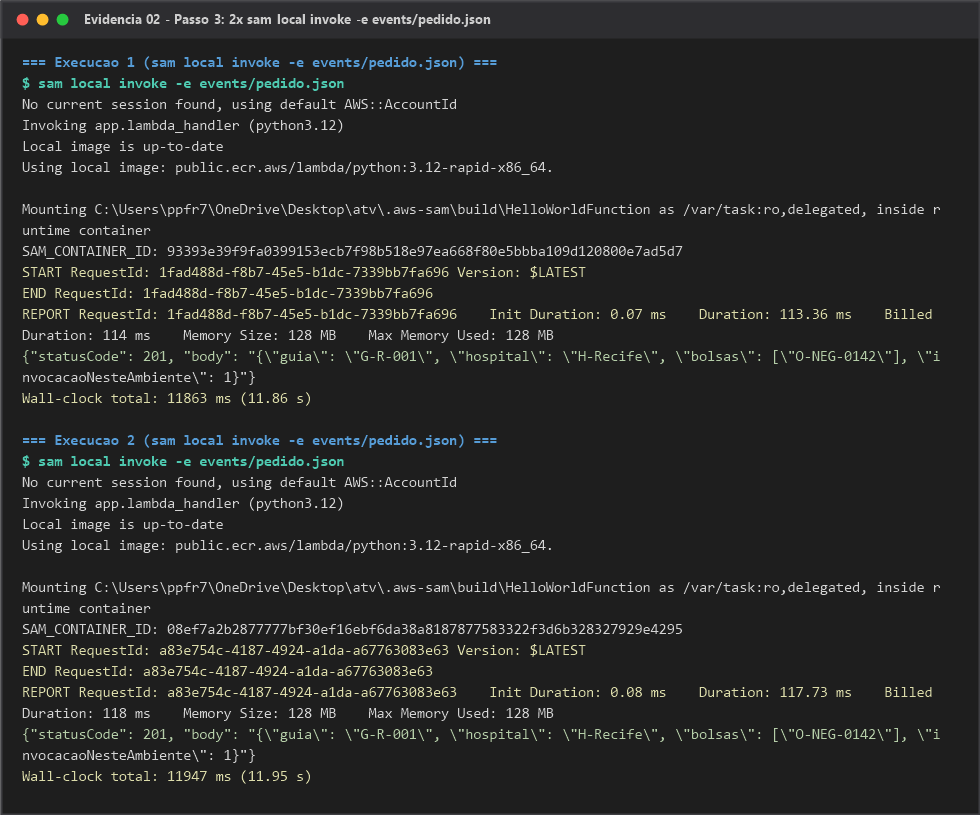 Evidencia 02 - Passo 3: 2x sam local invoke -e events/pedido.json
=== Execucao 1 (sam local invoke -e events/pedido.json) ===
$ sam local invoke -e events/pedido.json
No current session found, using default AWS::AccountId
Invoking app.lambda_handler (python3.12)
Local image is up-to-date
Using local image: public.ecr.aws/lambda/python:3.12-rapid-x86_64.
Mounting C:\Users\ppfr7\OneDrive\Desktop\atv\.aws-sam\build\HelloWorldFunction as /var/task:ro,delegated, inside r
untime container
SAM_CONTAINER_ID: 93393e39f9fa0399153ecb7f98b518e97ea668f80e5bbba109d120800e7ad5d7
START RequestId: 1fad488d-f8b7-45e5-b1dc-7339bb7fa696 Version: $LATEST
END RequestId: 1fad488d-f8b7-45e5-b1dc-7339bb7fa696
REPORT RequestId: 1fad488d-f8b7-45e5-b1dc-7339bb7fa696    Init Duration: 0.07 ms    Duration: 113.36 ms    Billed
Duration: 114 ms    Memory Size: 128 MB    Max Memory Used: 128 MB
{"statusCode": 201, "body": "{\"guia\": \"G-R-001\", \"hospital\": \"H-Recife\", \"bolsas\": [\"O-NEG-0142\"], \"i
nvocacaoNesteAmbiente\": 1}"}
Wall-clock total: 11863 ms (11.86 s)
=== Execucao 2 (sam local invoke -e events/pedido.json) ===
$ sam local invoke -e events/pedido.json
No current session found, using default AWS::AccountId
Invoking app.lambda_handler (python3.12)
Local image is up-to-date
Using local image: public.ecr.aws/lambda/python:3.12-rapid-x86_64.
Mounting C:\Users\ppfr7\OneDrive\Desktop\atv\.aws-sam\build\HelloWorldFunction as /var/task:ro,delegated, inside r
untime container
SAM_CONTAINER_ID: 08ef7a2b2877777bf30ef16ebf6da38a8187877583322f3d6b328327929e4295
START RequestId: a83e754c-4187-4924-a1da-a67763083e63 Version: $LATEST
END RequestId: a83e754c-4187-4924-a1da-a67763083e63
REPORT RequestId: a83e754c-4187-4924-a1da-a67763083e63    Init Duration: 0.08 ms    Duration: 117.73 ms    Billed
Duration: 118 ms    Memory Size: 128 MB    Max Memory Used: 128 MB
{"statusCode": 201, "body": "{\"guia\": \"G-R-001\", \"hospital\": \"H-Recife\", \"bolsas\": [\"O-NEG-0142\"], \"i
nvocacaoNesteAmbiente\": 1}"}
Wall-clock total: 11947 ms (11.95 s)